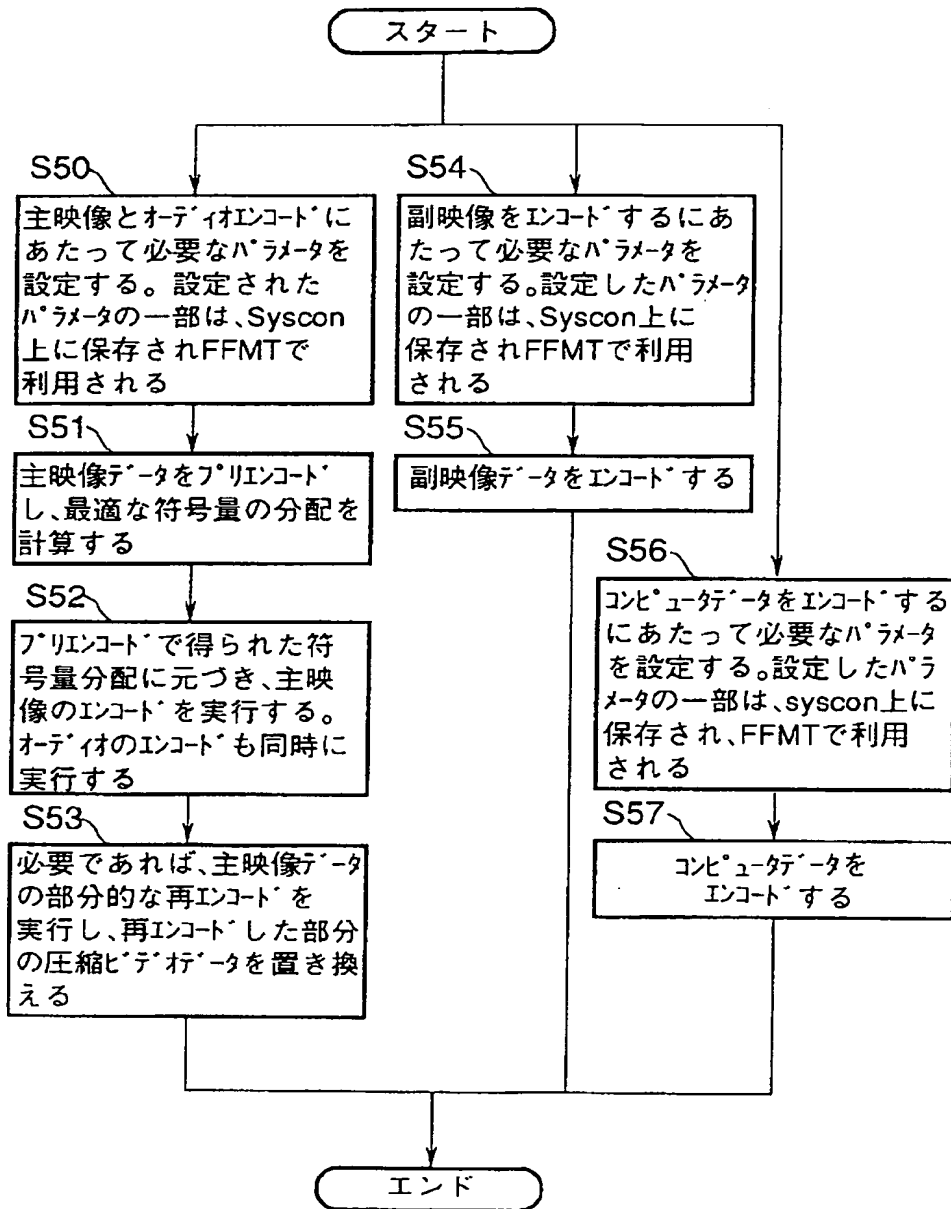 スタート
S50
主映像とオーディオエンコードに
あたって必要なパラメータを
設定する。設定された
パラメータの一部は、Syscon
上に保存されFFMTで
利用される
S51
主映像データをプリエンコード
し、最適な符号量の分配を
計算する
S52
プリエンコードで得られた符
号量分配に元づき、主映
像のエンコードを実行する。
オーディオのエンコードも同時に
実行する
S53
必要であれば、主映像データ
の部分的な再エンコードを
実行し、再エンコードした部分
の圧縮ビデオデータを置き換
える
S54
副映像をエンコードするにあ
たって必要なパラメータを
設定する。設定したパラメータ
の一部は、Syscon上に
保存されFFMTで利用
される
S55
副映像データをエンコードする
S56
コンピュータデータをエンコードする
にあたって必要なパラメータ
を設定する。設定したパラ
メータの一部は、syscon上に
保存され、FFMTで利用
される
S57
コンピュータデータを
エンコードする
エンド